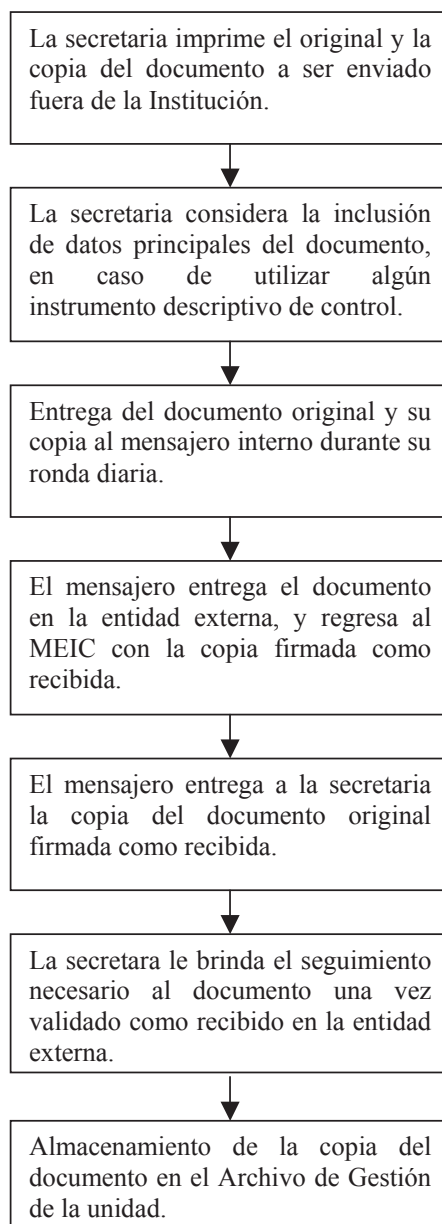 La secretaria imprime el original y la
copia del documento a ser enviado
fuera de la Institución.
La secretaria considera la inclusión
de datos principales del documento,
en caso de utilizar algún
instrumento descriptivo de control.
Entrega del documento original y su
copia al mensajero interno durante su
ronda diaria.
El mensajero entrega el documento
en la entidad externa, y regresa al
MEIC con la copia firmada como
recibida.
El mensajero entrega a la secretaria
la copia del documento original
firmada como recibida.
La secretara le brinda el seguimiento
necesario al documento una vez
validado como recibido en la entidad
externa.
Almacenamiento de la copia del
documento en el Archivo de Gestión
de la unidad.